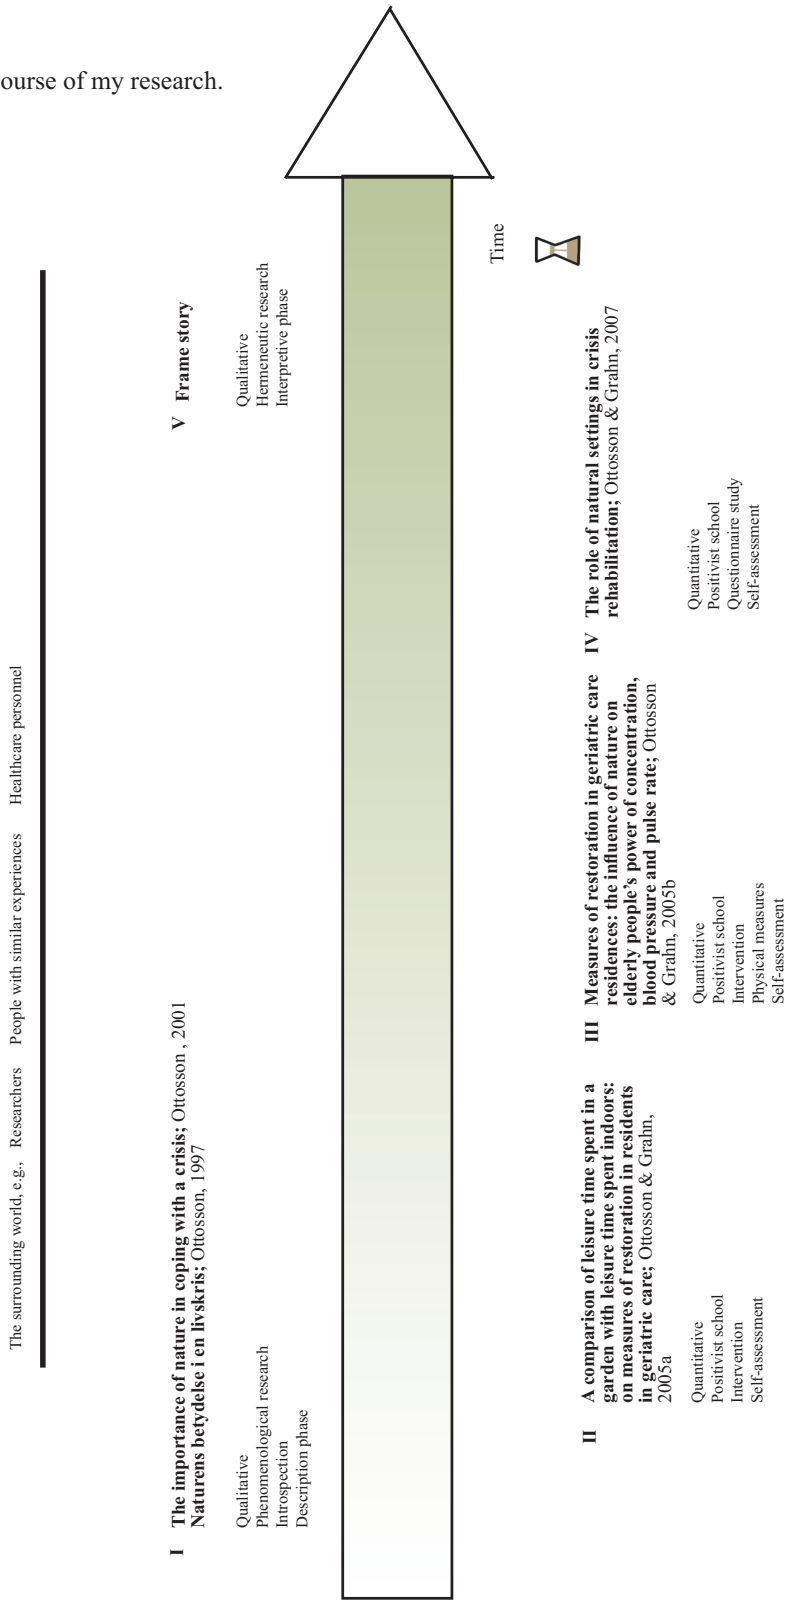 ourse of my research.
The surrounding world, e.g., Researchers People with similar experiences Healthcare personnel
I The importance of nature in coping with a crisis; Ottosson , 2001
Naturens betydelse i en livskris; Ottosson, 1997
Qualitative
Phenomenological research
Introspection
Description phase
V Frame story
Qualitative
Hermeneutic research
Interpretive phase
Time
II A comparison of leisure time spent in a
garden with leisure time spent indoors:
on measures of restoration in residents
in geriatric care; Ottosson & Grahn,
2005a
Quantitative
Positivist school
Intervention
Self-assessment
III Measures of restoration in geriatric care
residences: the influence of nature on
elderly people’s power of concentration,
blood pressure and pulse rate; Ottosson
& Grahn, 2005b
Quantitative
Positivist school
Intervention
Physical measures
Self-assessment
IV The role of natural settings in crisis
rehabilitation; Ottosson & Grahn, 2007
Quantitative
Positivist school
Questionnaire study
Self-assessment